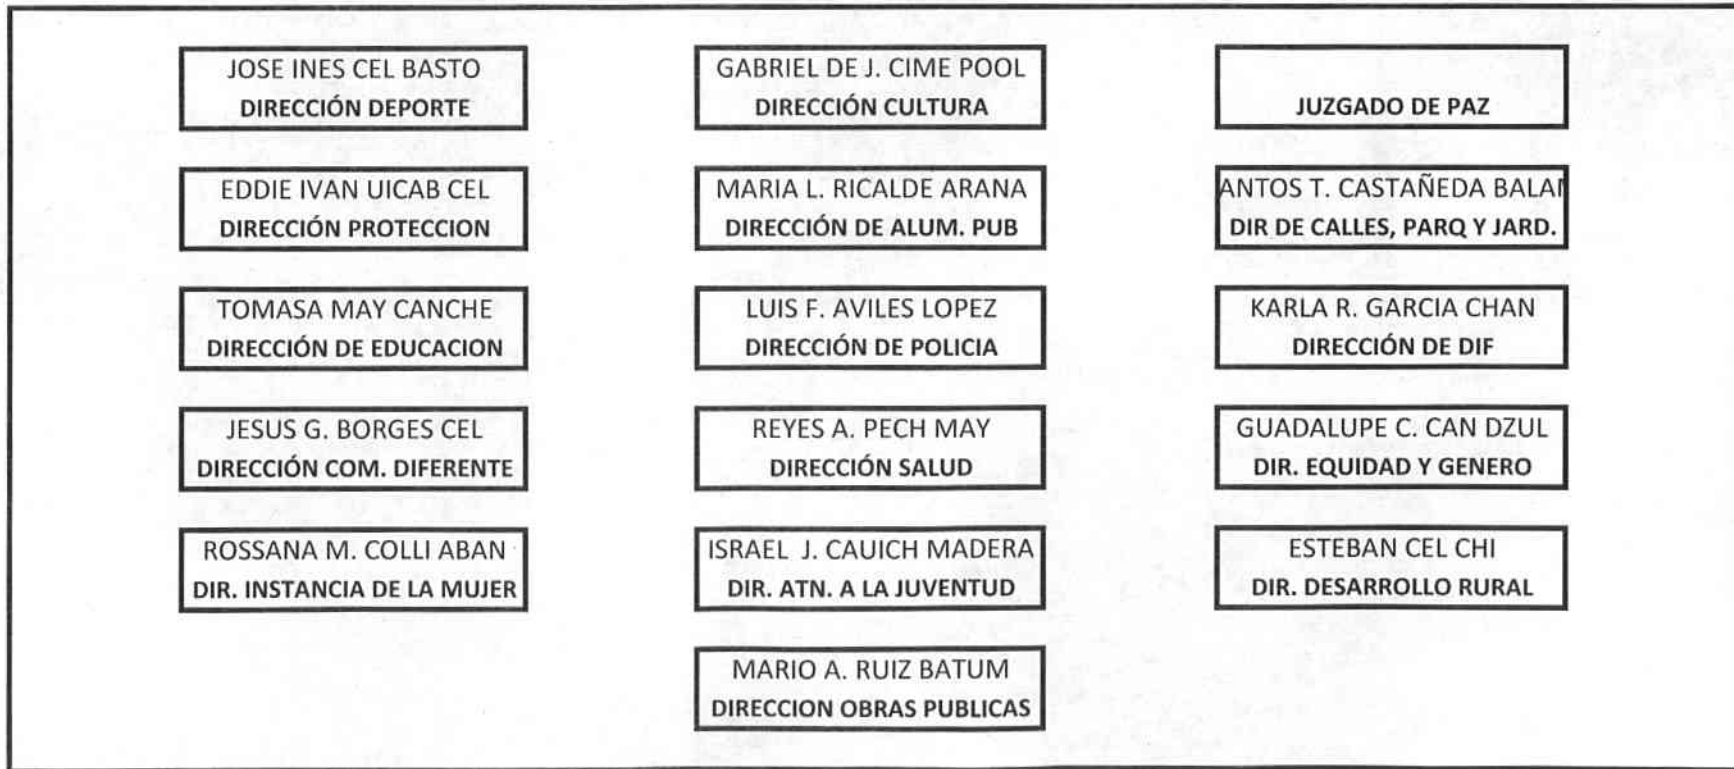 JOSE INES CEL BASTO
DIRECCIÓN DEPORTE
GABRIEL DE J. CIME POOL
DIRECCIÓN CULTURA
JUZGADO DE PAZ
EDDIE IVAN UICAB CEL
DIRECCIÓN PROTECCION
MARIA L. RICALDE ARANA
DIRECCIÓN DE ALUM. PUB
ANTOS T. CASTAÑEDA BALAM
DIR DE CALLES, PARQ Y JARD.
TOMASA MAY CANCHE
DIRECCIÓN DE EDUCACION
LUIS F. AVILES LOPEZ
DIRECCIÓN DE POLICIA
KARLA R. GARCIA CHAN
DIRECCIÓN DE DIF
JESUS G. BORGES CEL
DIRECCIÓN COM. DIFERENTE
REYES A. PECH MAY
DIRECCIÓN SALUD
GUADALUPE C. CAN DZUL
DIR. EQUIDAD Y GENERO
ROSSANA M. COLLI ABAN
DIR. INSTANCIA DE LA MUJER
ISRAEL J. CAUICH MADERA
DIR. ATN. A LA JUVENTUD
ESTEBAN CEL CHI
DIR. DESARROLLO RURAL
MARIO A. RUIZ BATUM
DIRECCION OBRAS PUBLICAS